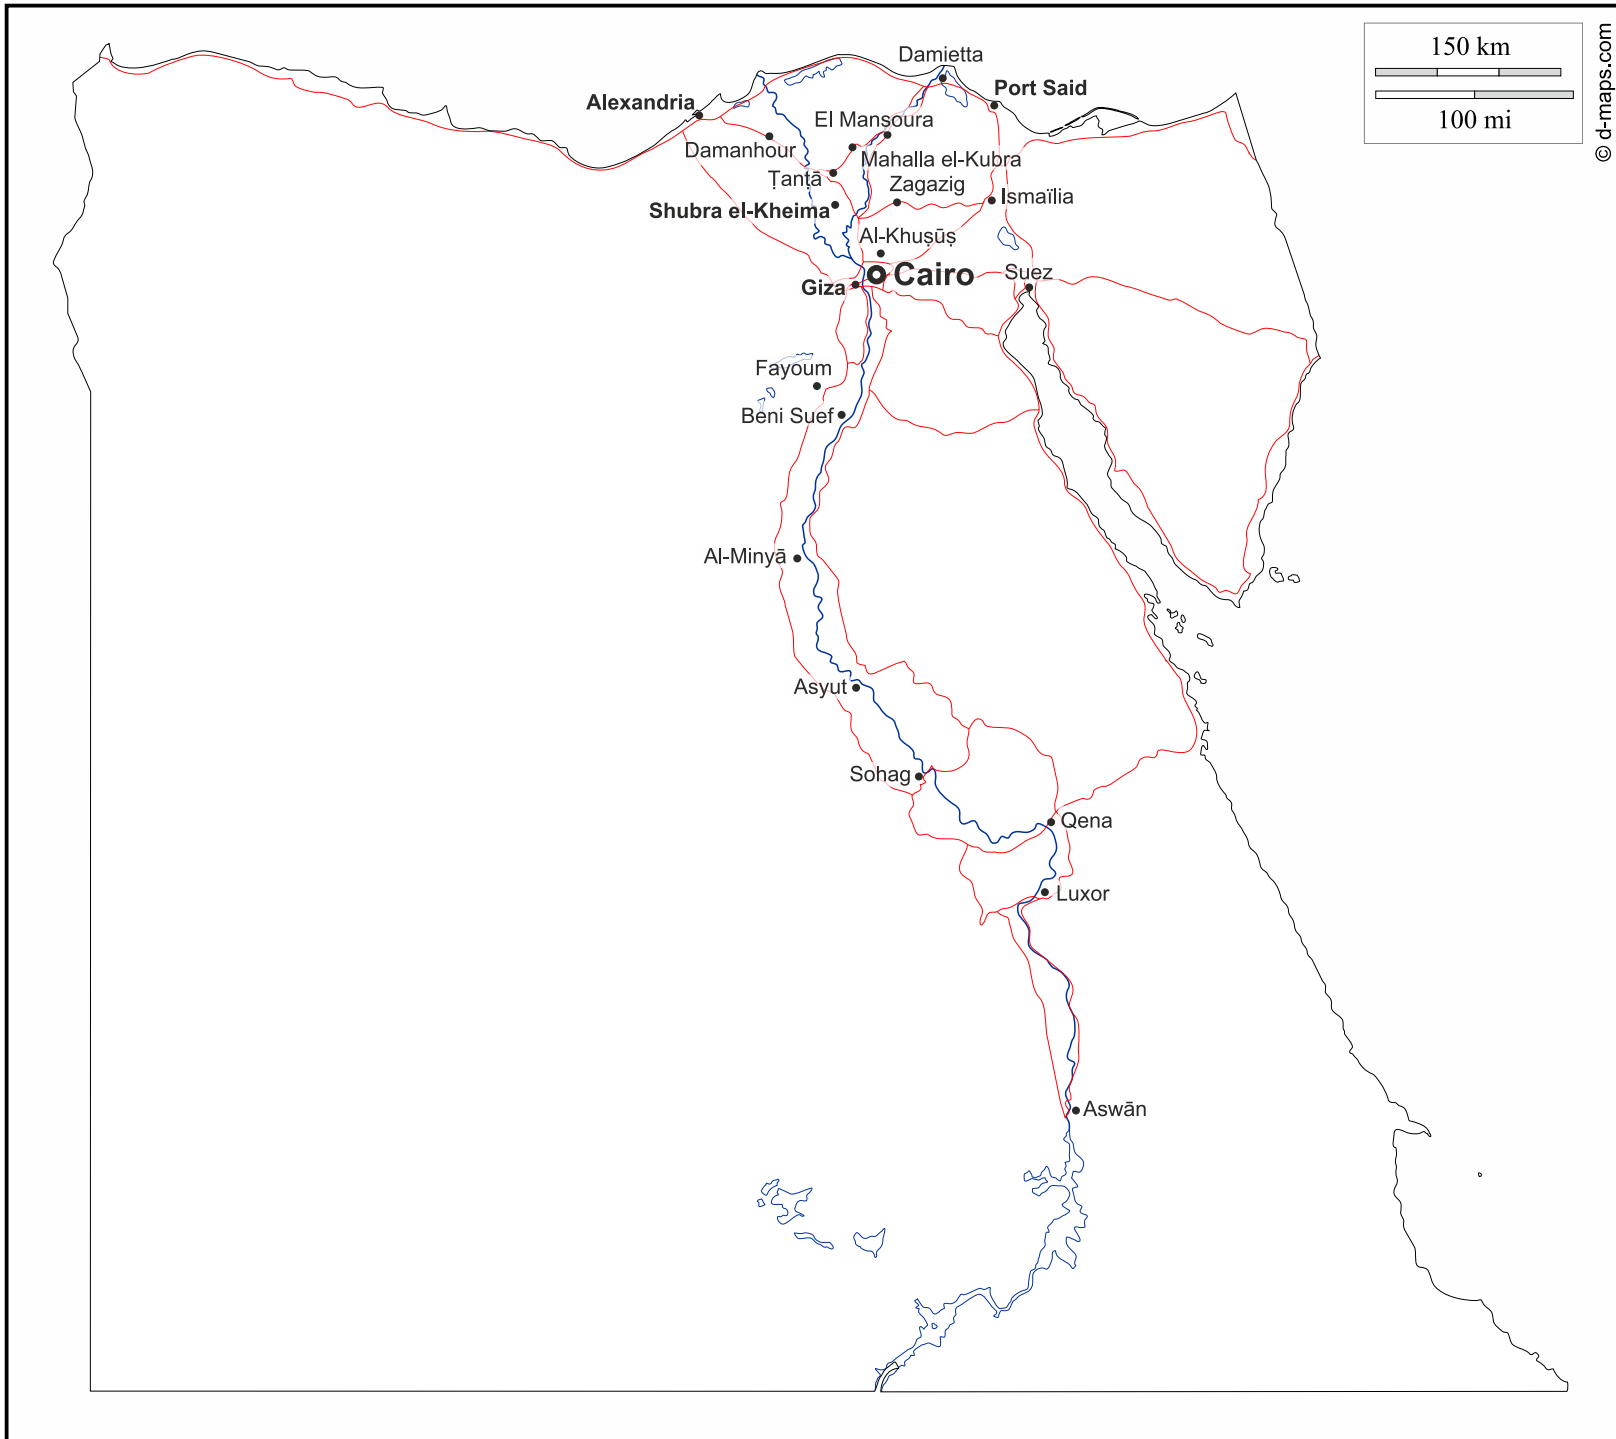 Damietta
150 km
100 mi
© d-maps.com
Alexandria
Port Said
El Mansoura
Damanhour
Mahalla el-Kubra
Ṭanṭā
Zagazig
Shubra el-Kheima
Ismaïlia
Al-Khuṣūṣ
Cairo
Suez
Giza
Fayoum
Beni Suef
Al-Minyā
Asyut
Sohag
Qena
Luxor
Aswān